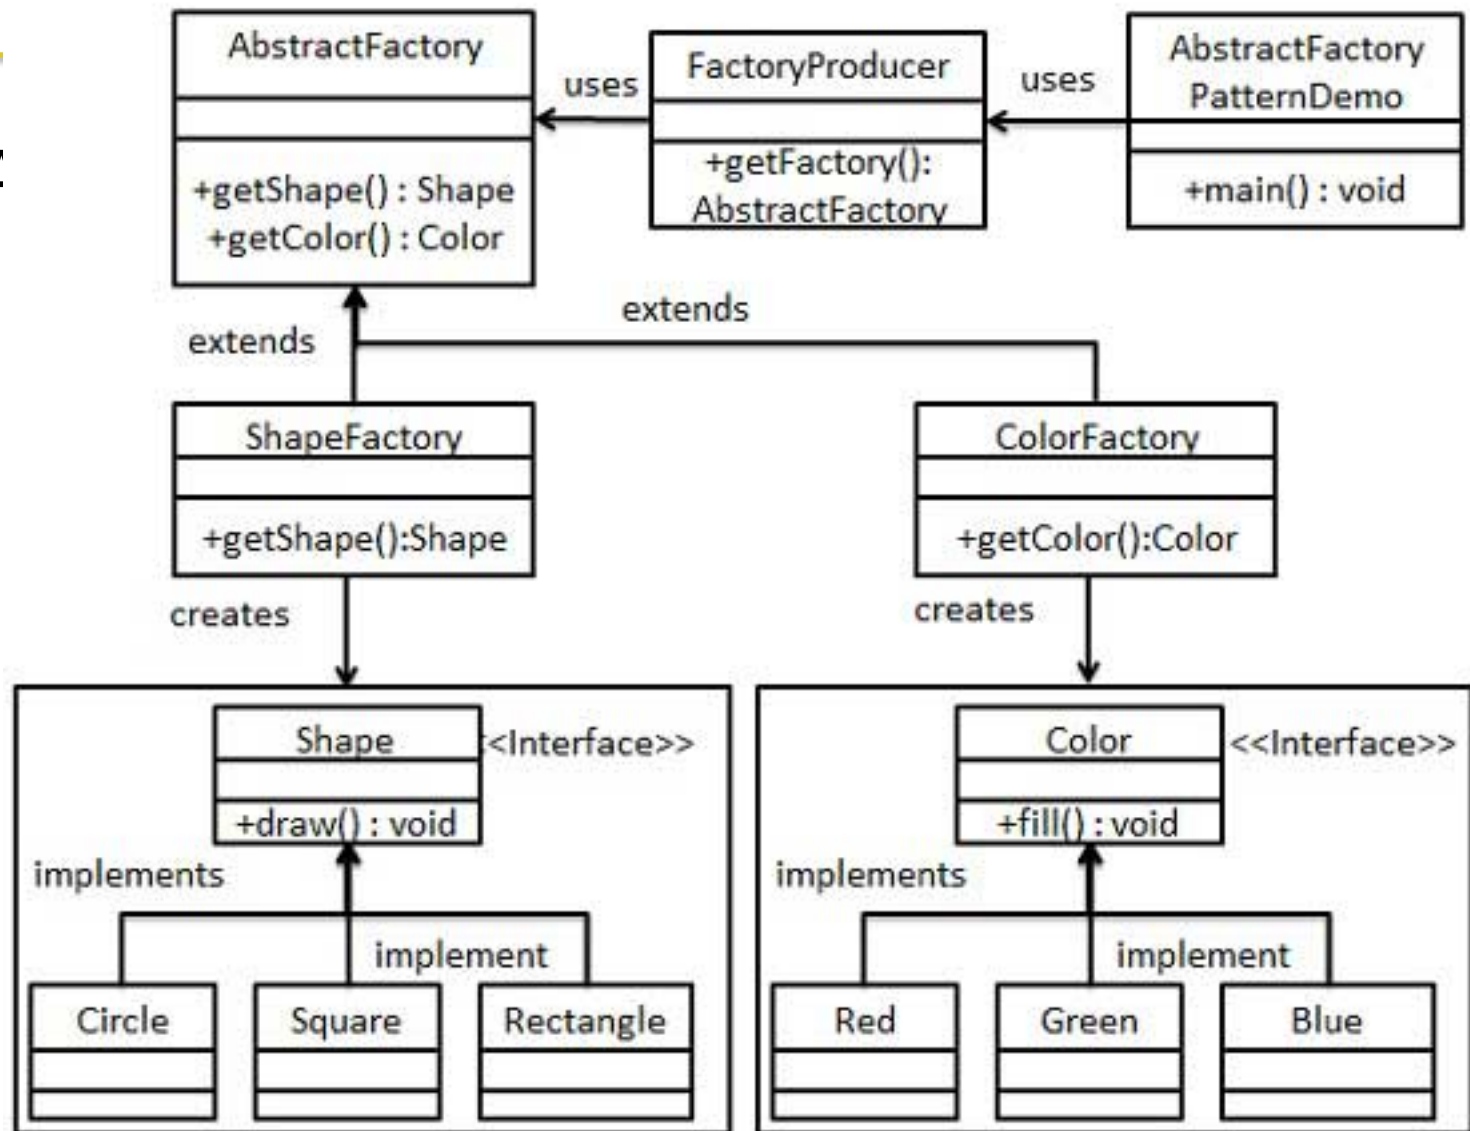 AbstractFactory
+getShape() : Shape
+getColor() : Color
uses
FactoryProducer
+getFactory():
AbstractFactory
uses
AbstractFactory
PatternDemo
+main() : void
extends
extends
ShapeFactory
+getShape():Shape
ColorFactory
+getColor():Color
creates
creates
Shape
<<Interface>>
+draw() : void
implements
implement
Circle
Square
Rectangle
Color
<<Interface>>
+fill() : void
implements
implement
Red
Green
Blue